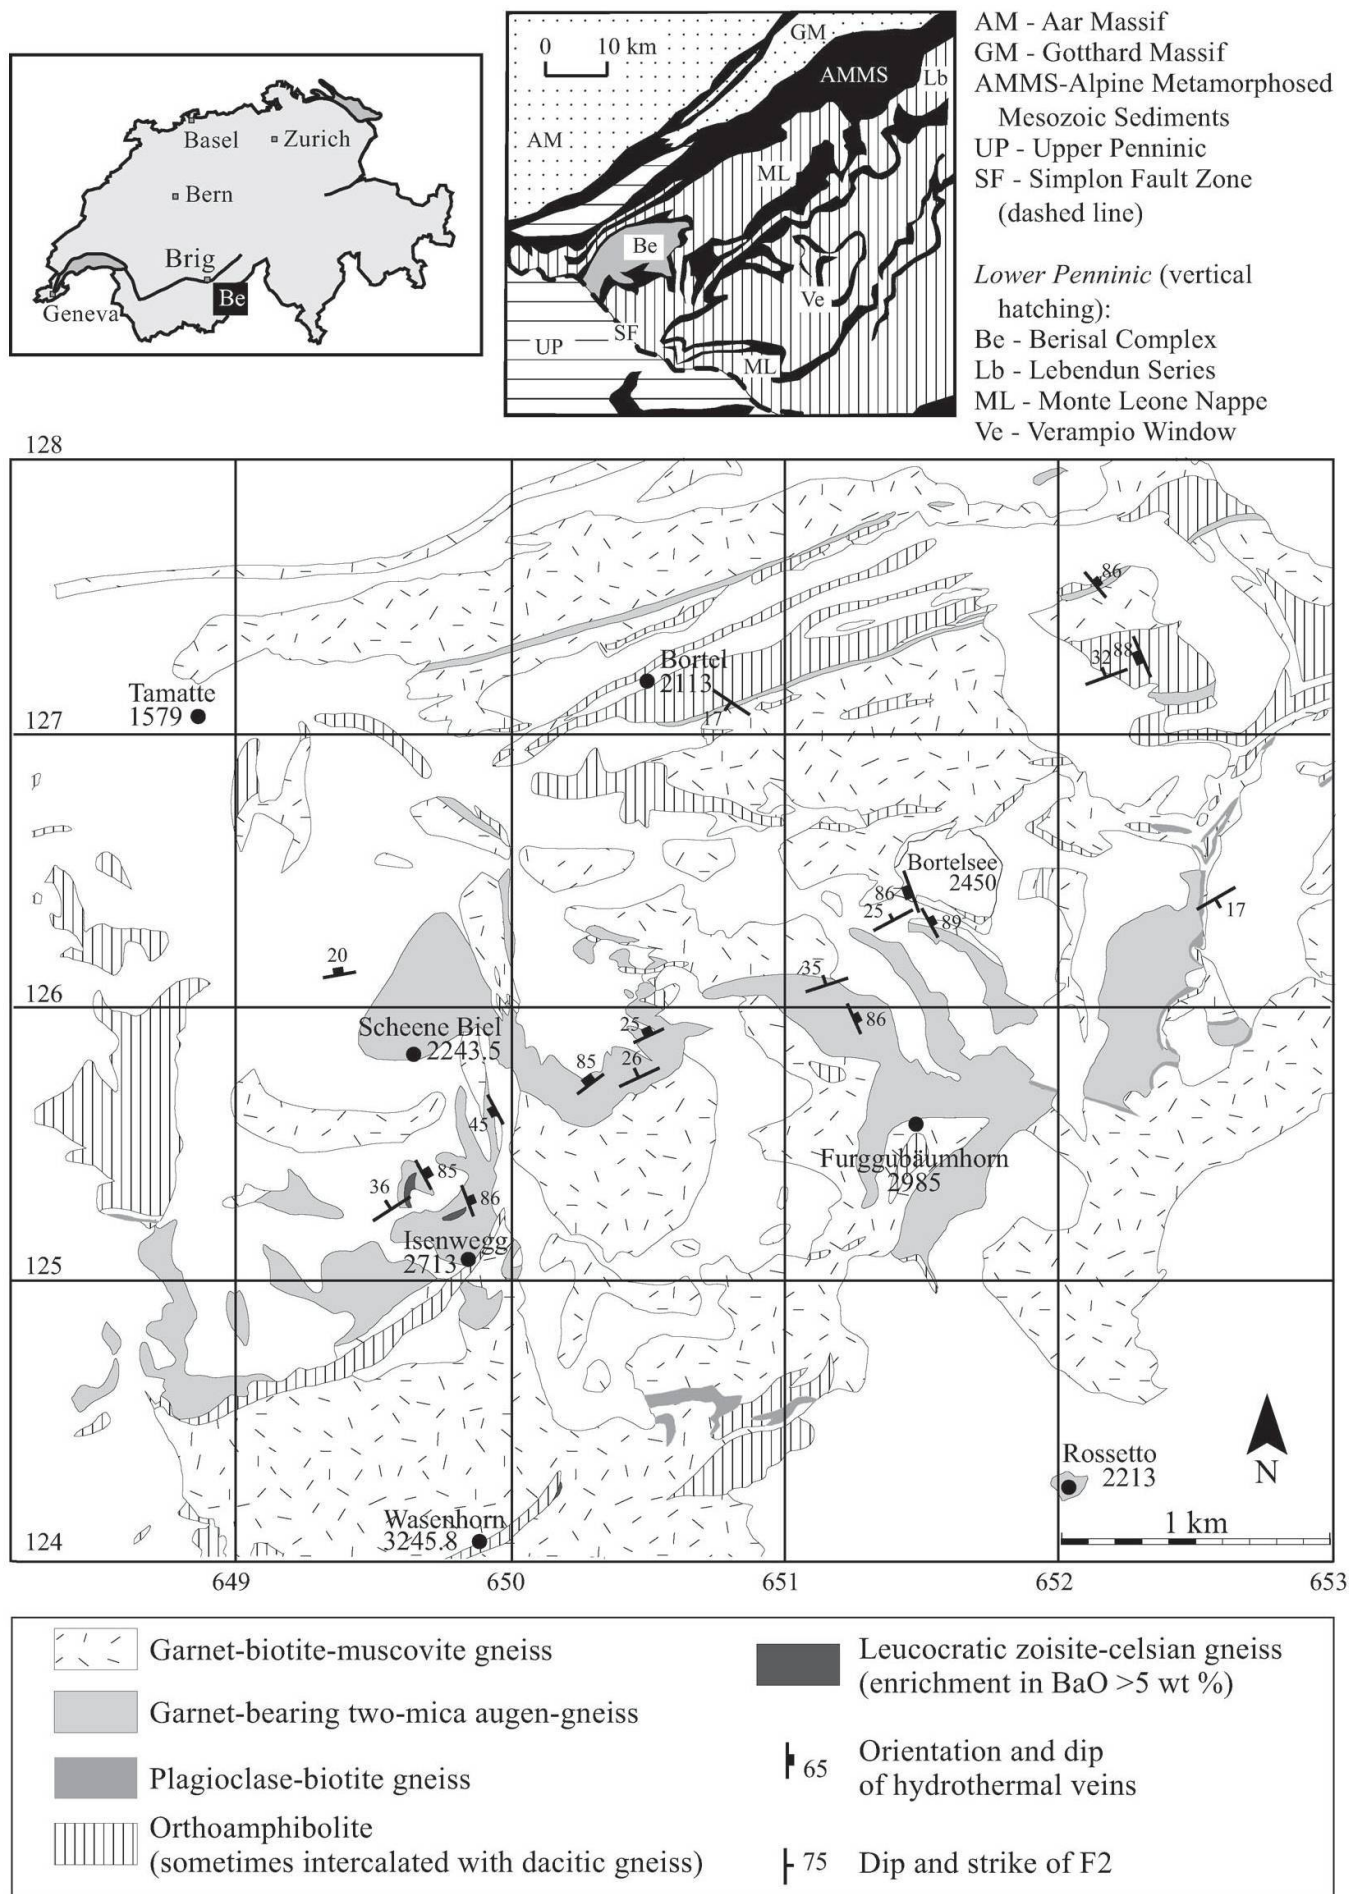 Basel
Zurich
Bern
Brig
Be
Geneva
0 10 km
GM
AMMS
Lb
AM
ML
Be
Ve
SF
UP
ML
AM - Aar Massif
GM - Gotthard Massif
AMMS-Alpine Metamorphosed
Mesozoic Sediments
UP - Upper Penninic
SF - Simplon Fault Zone
(dashed line)
Lower Penninic (vertical
hatching):
Be - Berisal Complex
Lb - Lebendun Series
ML - Monte Leone Nappe
Ve - Verampio Window
128
86
88
32
Bortel
2113
17
Tamatte
1579
127
Bortelsee
2450
86
25
89
17
20
35
126
86
Scheene Biel
2243.5
25
85
26
45
Furggubäumhorn
2985
85
36
86
Isenwegg
2713
125
Rossetto
2213
N
Wasenhorn
3245.8
1 km
124
649
650
651
652
653
Garnet-biotite-muscovite gneiss
Garnet-bearing two-mica augen-gneiss
Plagioclase-biotite gneiss
Orthoamphibolite
(sometimes intercalated with dacitic gneiss)
Leucocratic zoisite-celsian gneiss
(enrichment in BaO >5 wt %)
65
Orientation and dip
of hydrothermal veins
75
Dip and strike of F2